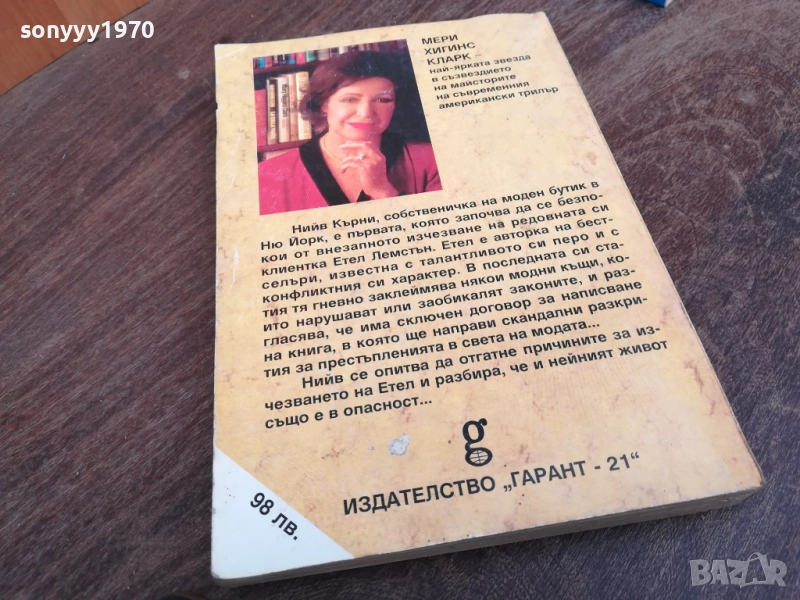 sonyyy1970
МЕРИ
ХИГИНС
КЛАРК –
най-ярката звезда
в съзвездието
на майсторите
на съвременния
американски трилър
Нийв Кърни, собственичка на моден бутик в
Ню Йорк, е първата, която започва да се безпо-
кои от внезапното изчезване на редовната си
клиентка Етел Лемстън. Етел е авторка на бест-
селъри, известна с талантливото си перо и с
конфликтния си характер. В последната си ста-
тия тя гневно заклеймява някои модни къщи, ко-
ито нарушават или заобикалят законите, и раз-
гласява, че има сключен договор за написване
на книга, в която ще направи скандални разкри-
тия за престъпленията в света на модата...
Нийв се опитва да отгатне причините за из-
чезването на Етел и разбира, че и нейният живот
също е в опасност...
g
ИЗДАТЕЛСТВО „ГАРАНТ - 21“
98 лв.
BAZAR